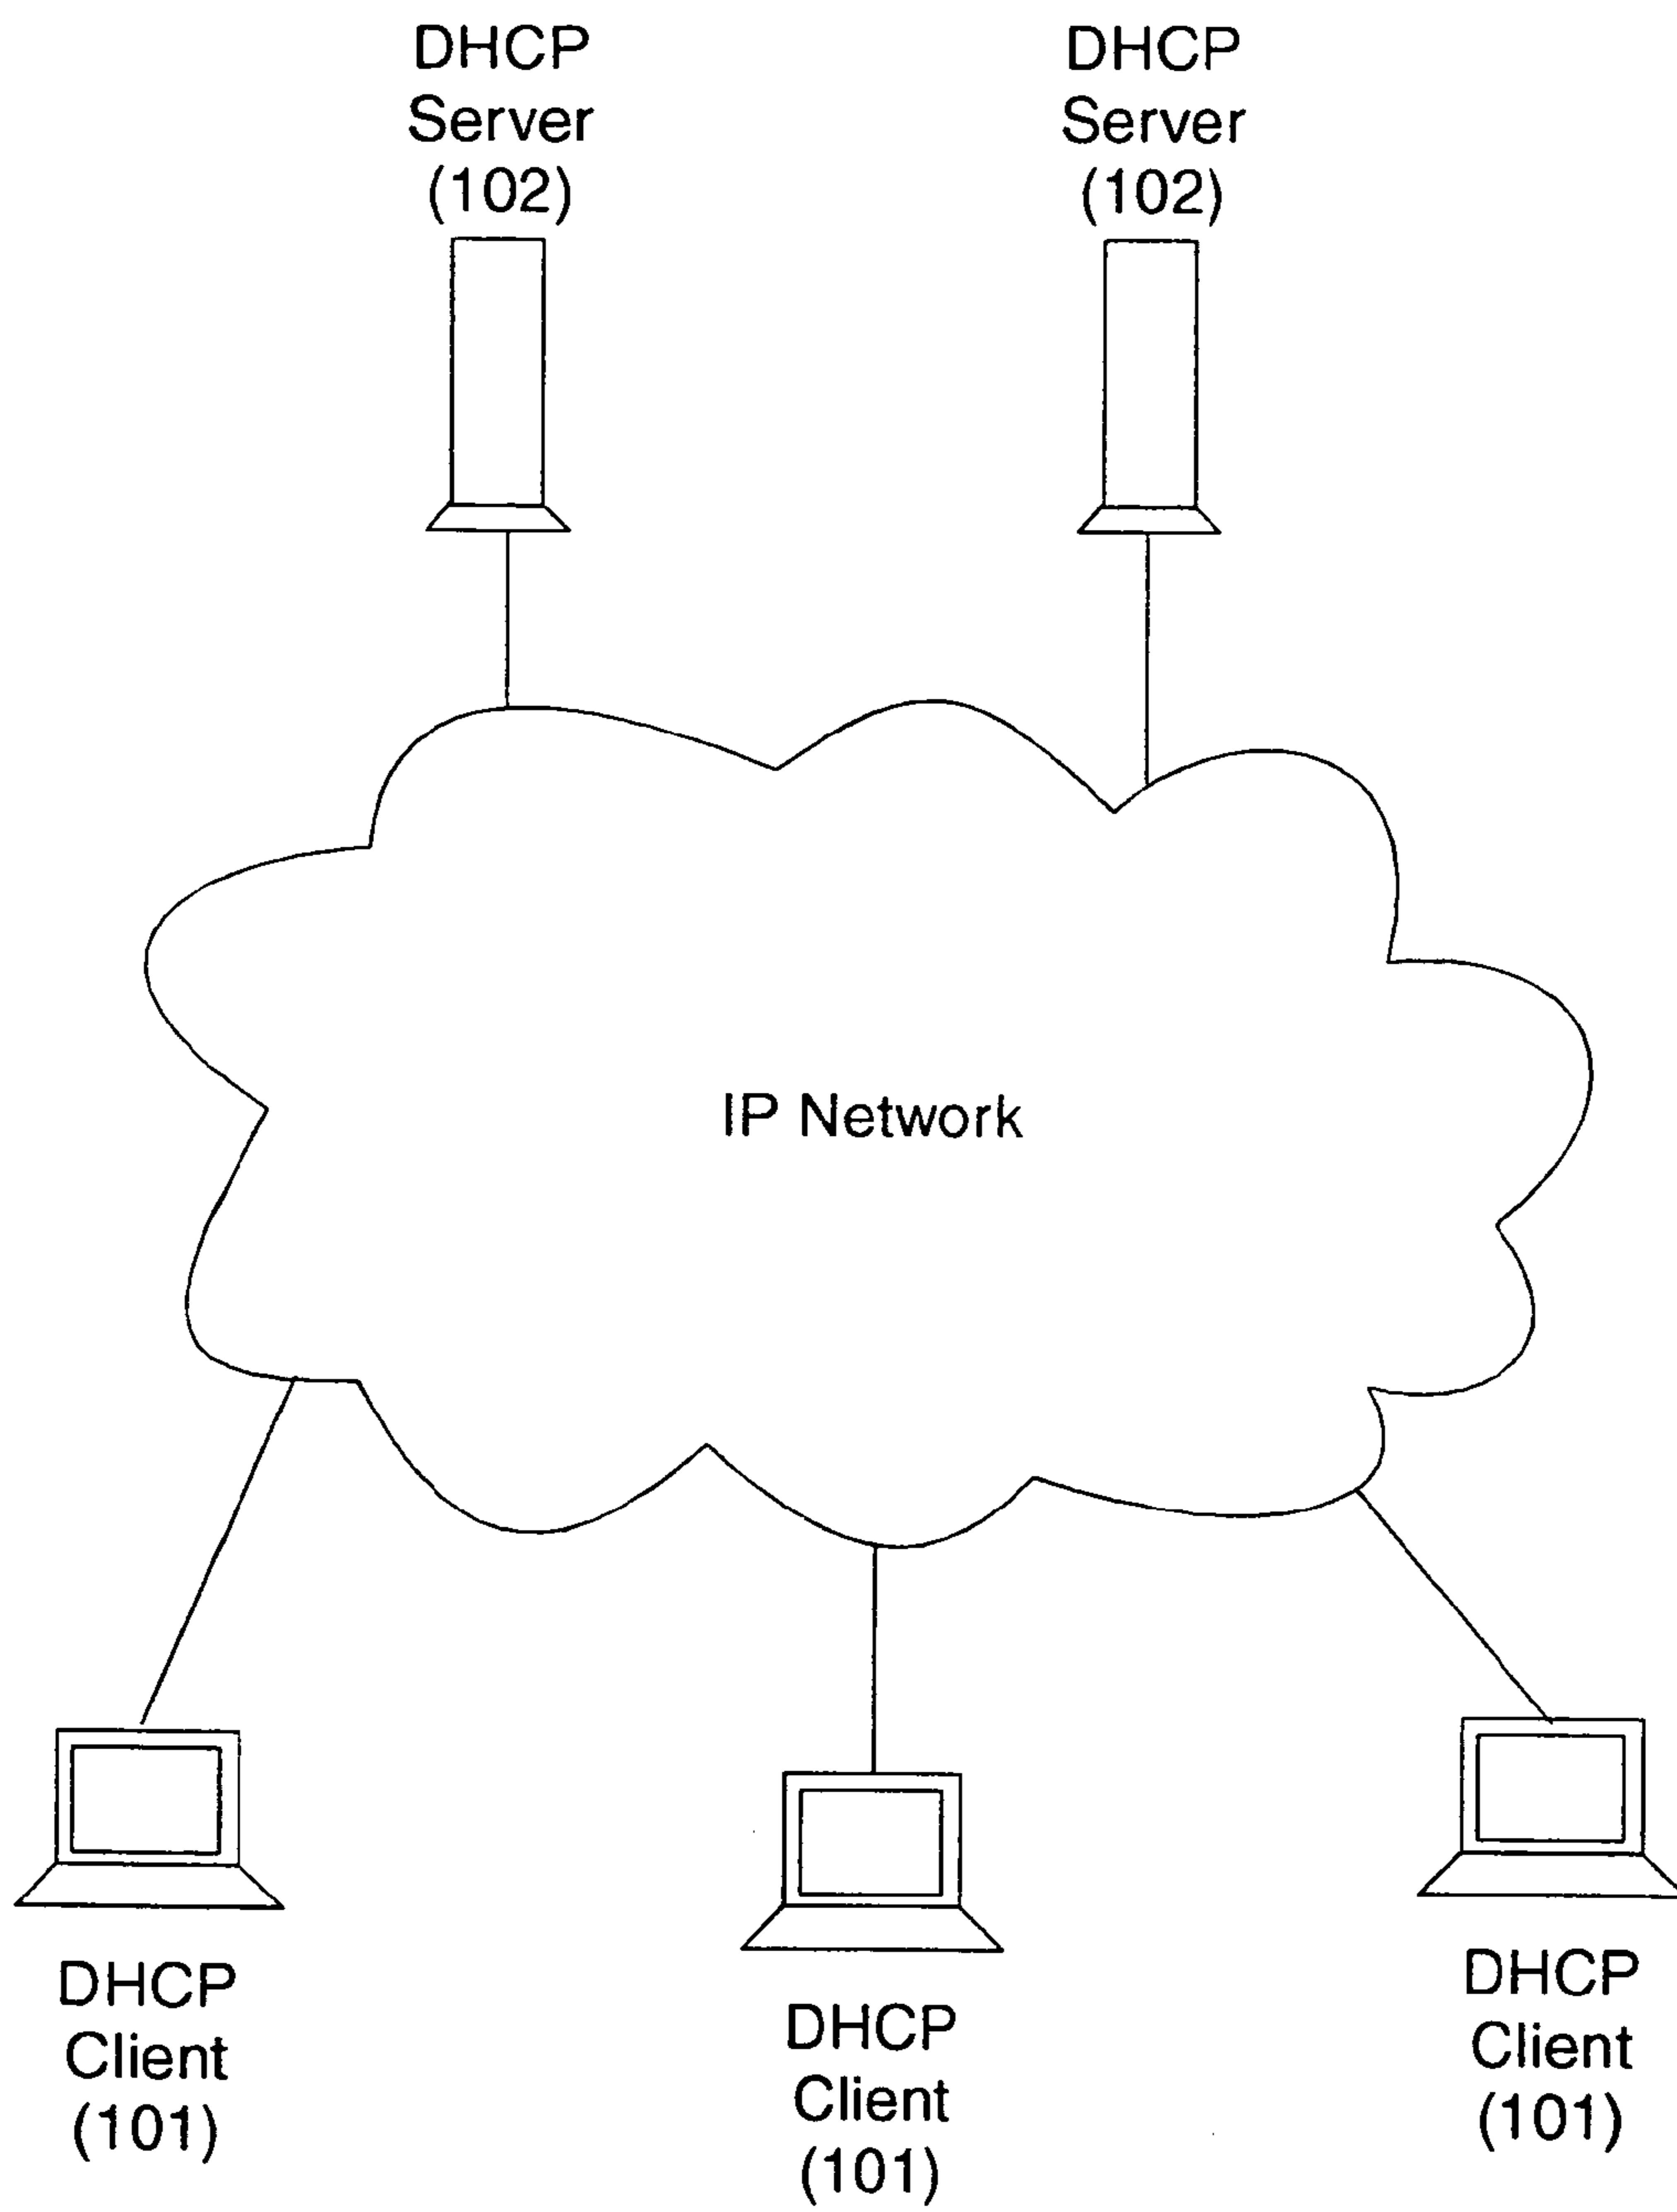 DHCP
Server
(102)
DHCP
Server
(102)
IP Network
DHCP
Client
(101)
DHCP
Client
(101)
DHCP
Client
(101)